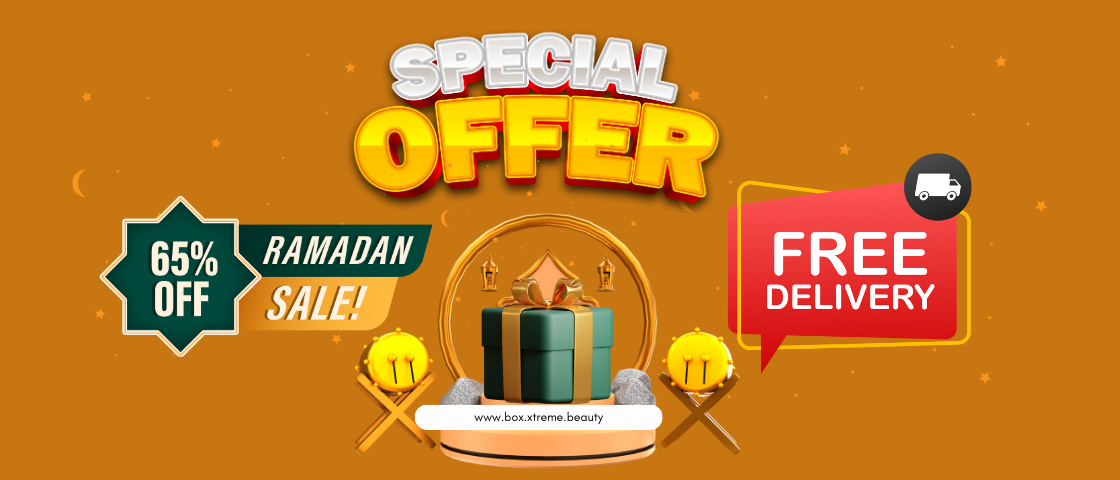 SPECIAL
OFFER
65%
OFF
RAMADAN
SALE!
FREE
DELIVERY
www.box.xtreme.beauty